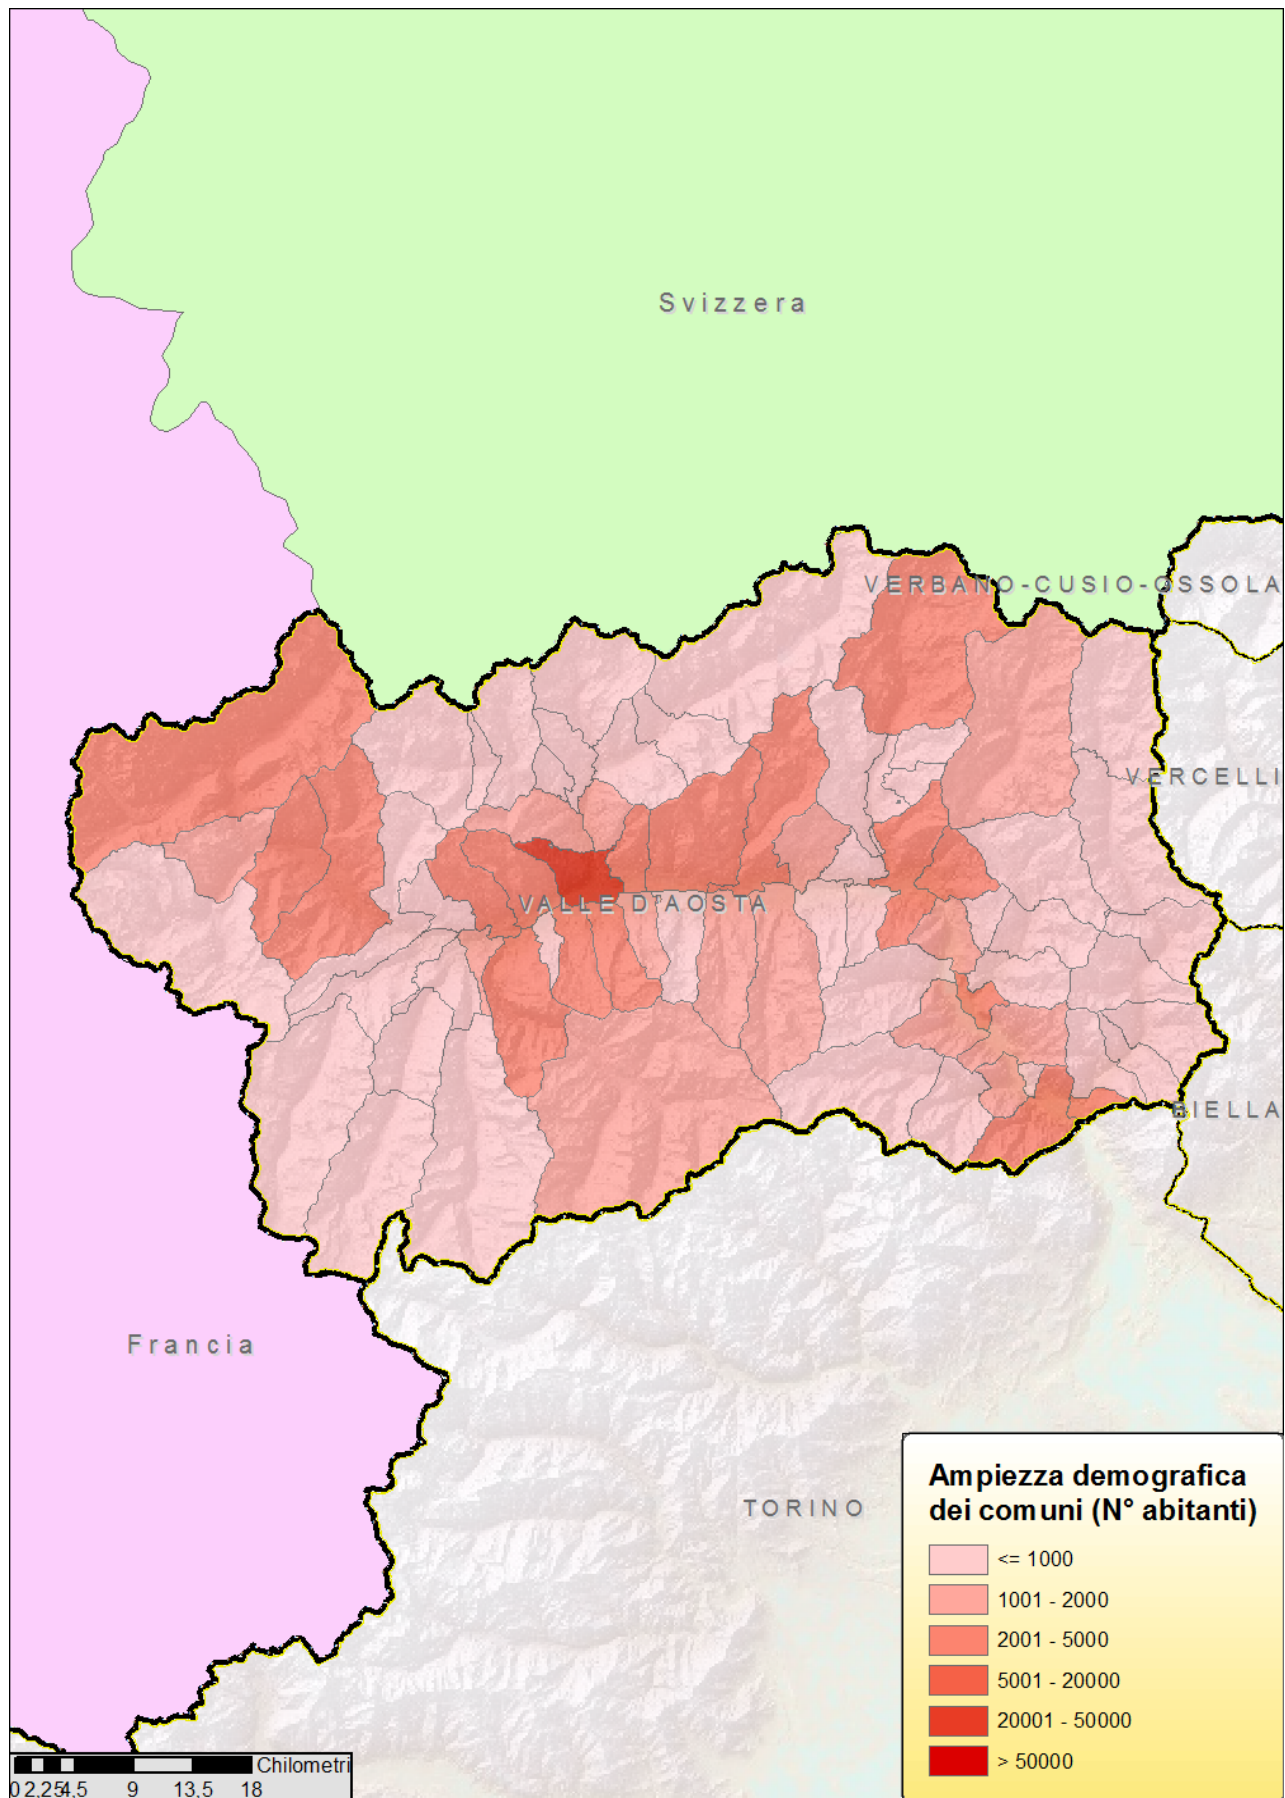 Svizzera
VERBANO-CUSIO-OSSOLA
VERCELLI
VALLE D'AOSTA
BIELLA
Francia
TORINO
Ampiezza demografica
dei comuni (N° abitanti)
<= 1000
1001 - 2000
2001 - 5000
5001 - 20000
20001 - 50000
> 50000
Chilometri
0 2,25 4,5 9 13,5 18